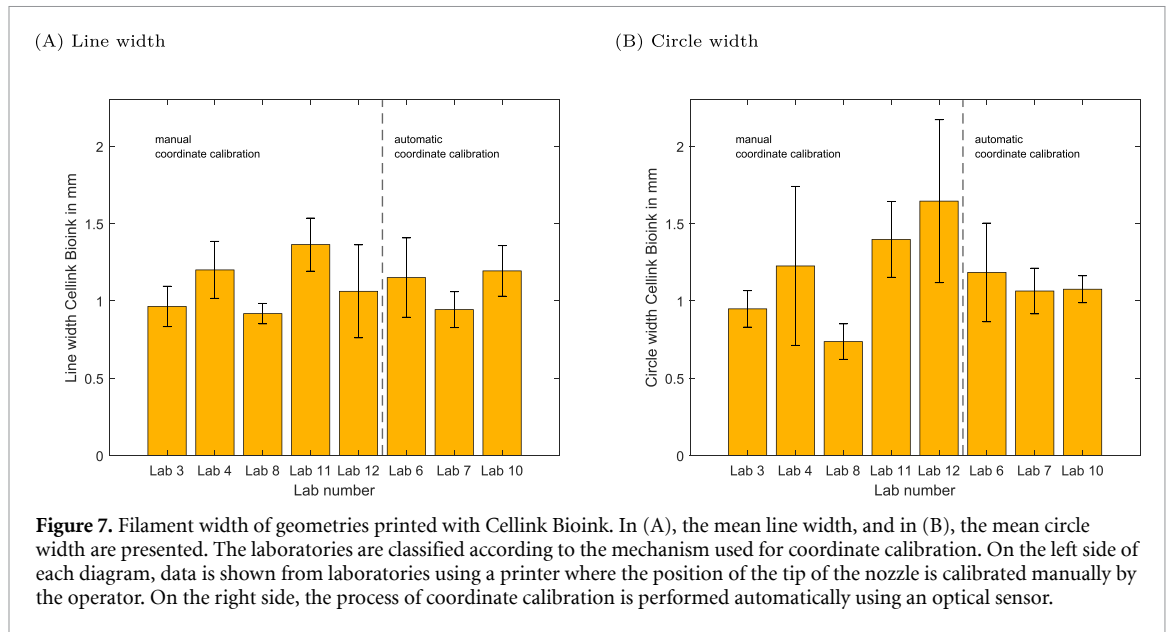 (A) Line width
(B) Circle width
manual
coordinate calibration
automatic
coordinate calibration
2
1.5
1
0.5
0
Line width Cellink Bioink in mm
Lab 3 Lab 4 Lab 8 Lab 11 Lab 12 Lab 6 Lab 7 Lab 10
Lab number
manual
coordinate calibration
automatic
coordinate calibration
2
1.5
1
0.5
0
Circle width Cellink Bioink in mm
Lab 3 Lab 4 Lab 8 Lab 11 Lab 12 Lab 6 Lab 7 Lab 10
Lab number
Figure 7. Filament width of geometries printed with Cellink Bioink. In (A), the mean line width, and in (B), the mean circle
width are presented. The laboratories are classified according to the mechanism used for coordinate calibration. On the left side of
each diagram, data is shown from laboratories using a printer where the position of the tip of the nozzle is calibrated manually by
the operator. On the right side, the process of coordinate calibration is performed automatically using an optical sensor.